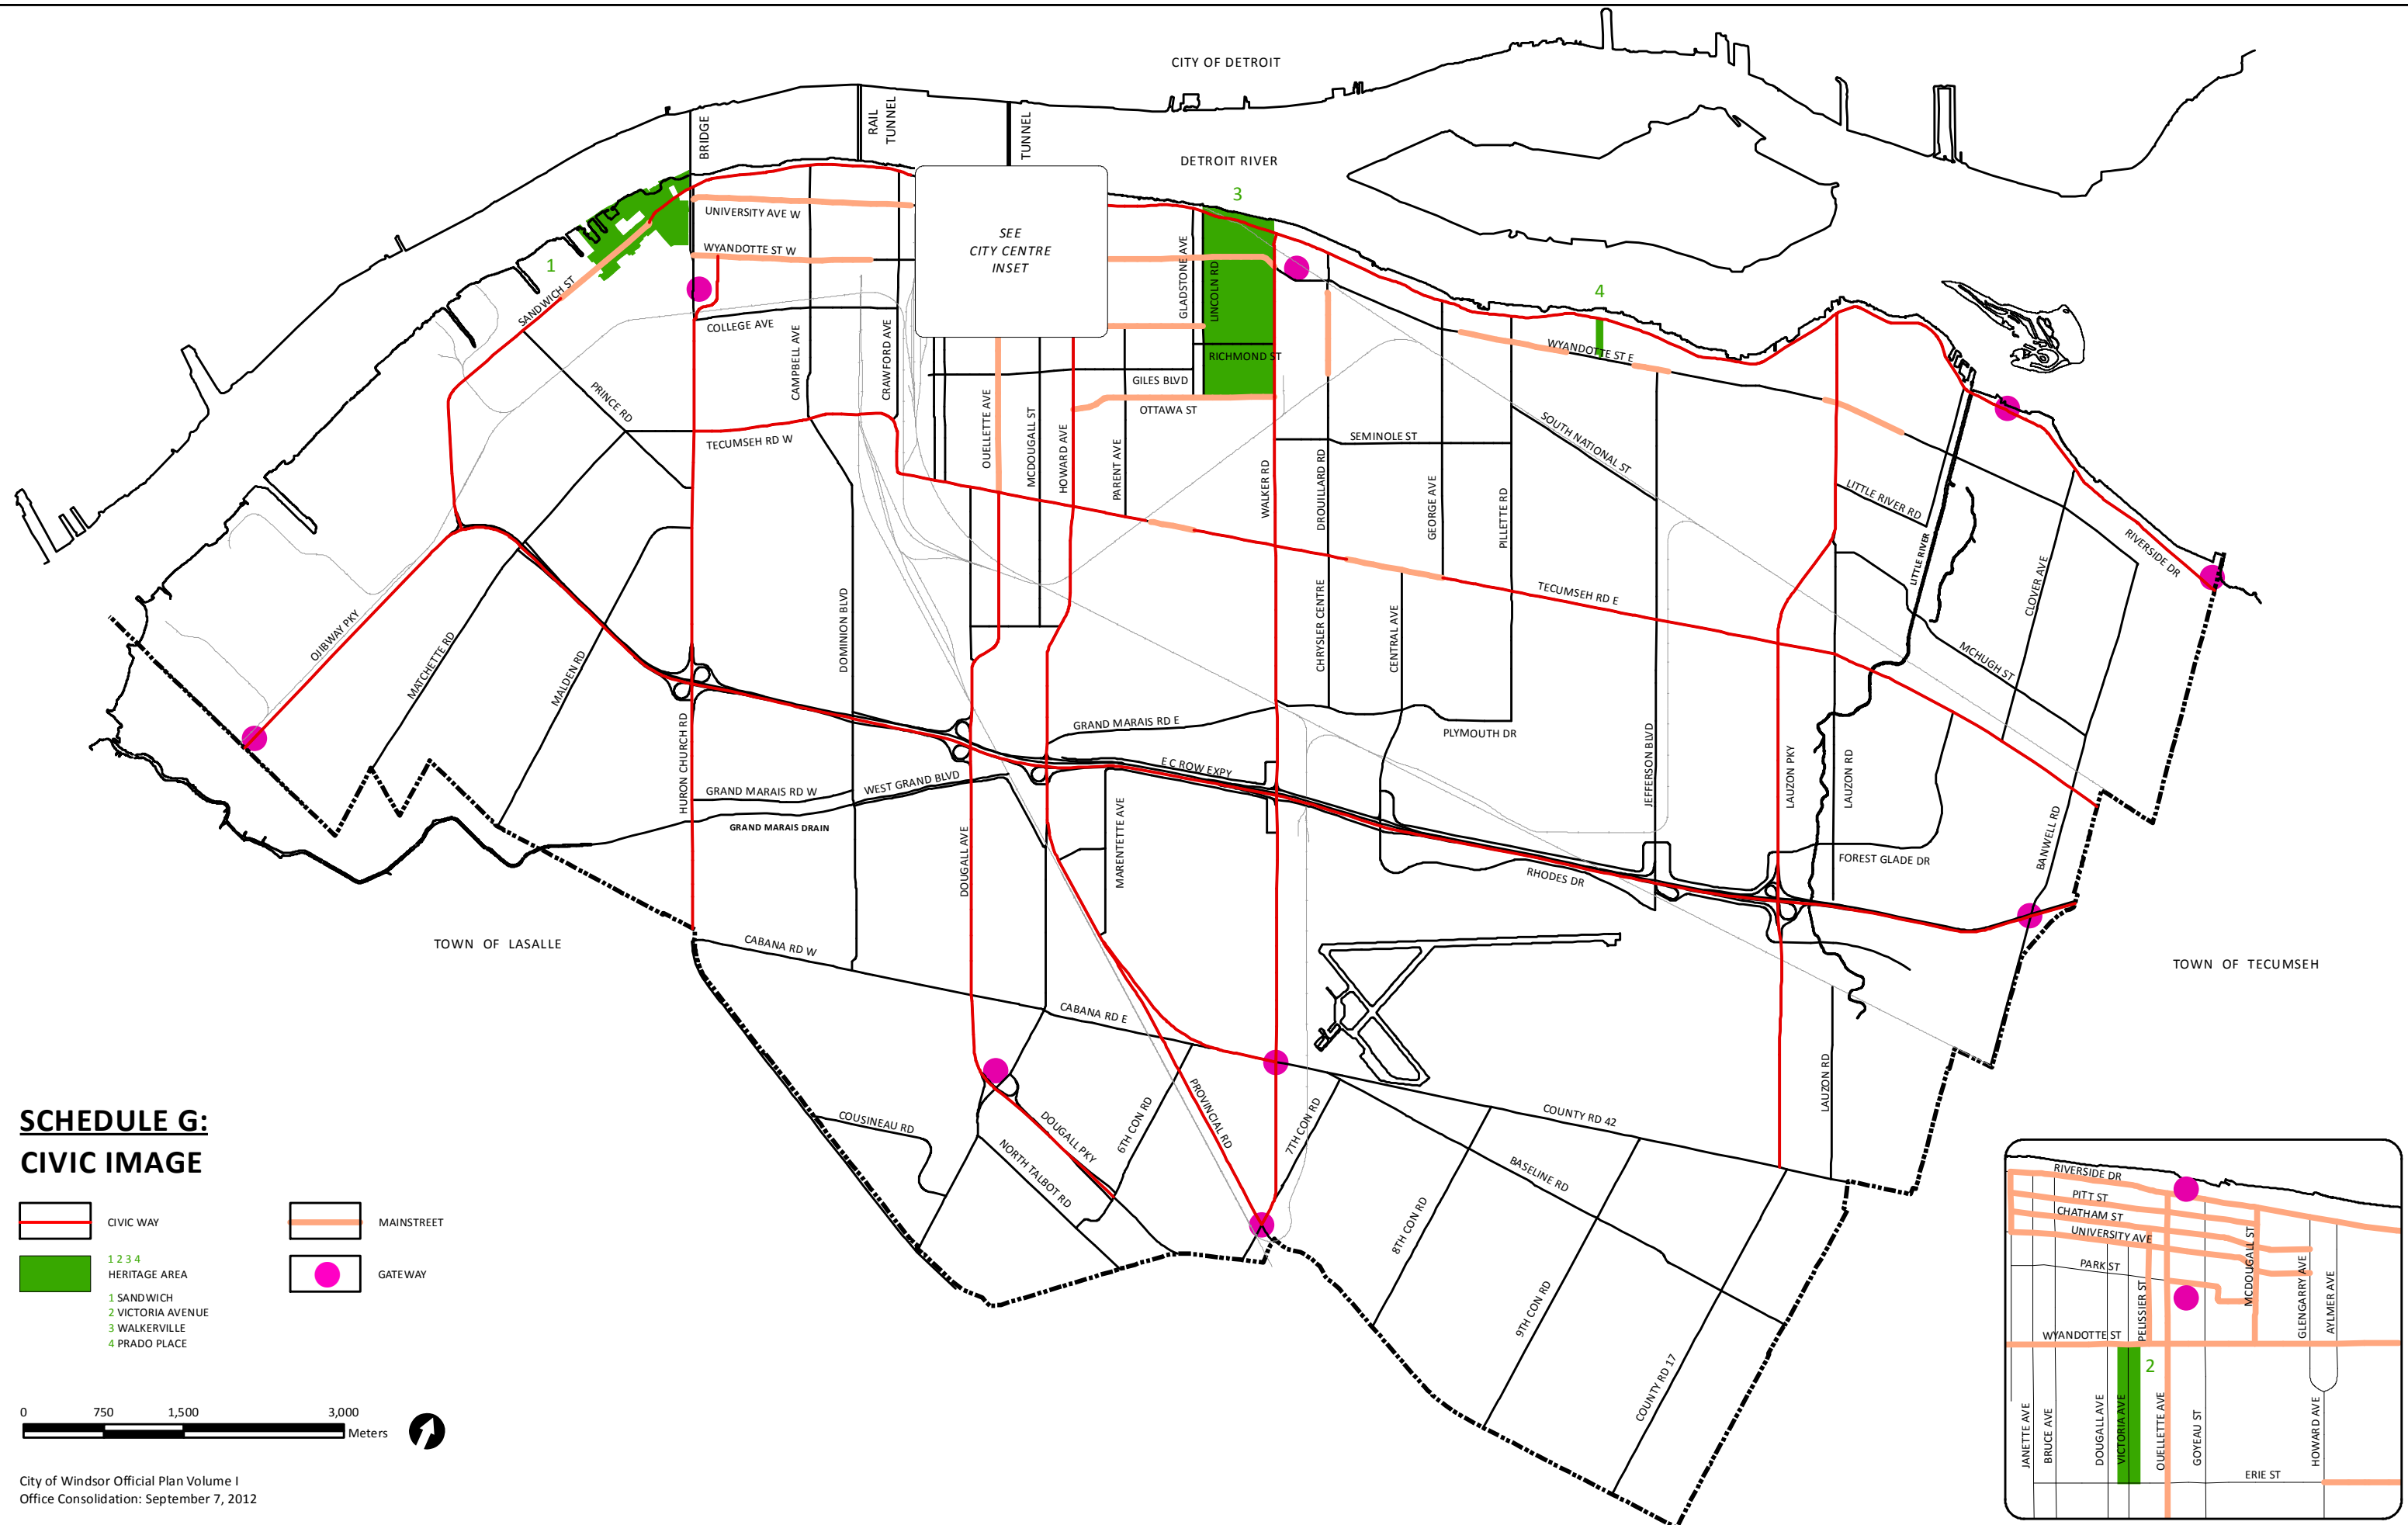 CITY OF DETROIT
BRIDGE
RAIL
TUNNEL
TUNNEL
DETROIT RIVER
3
UNIVERSITY AVE W
WYANDOTTE ST W
SEE
CITY CENTRE
INSET
GLADSTONE AVE
LINCOLN RD
1
SANDWICH ST
4
COLLEGE AVE
CAMPBELL AVE
CRAWFORD AVE
RICHMOND ST
WYANDOTTE ST E
PRINCE RD
GILES BLVD
OTTAWA ST
TECUMSEH RD W
OUELLETTE AVE
MCDOUGALL ST
HOWARD AVE
PARENT AVE
WALKER RD
SEMINOLE ST
DROUILLARD RD
GEORGE AVE
PILLETTE RD
SOUTH NATIONAL ST
LITTLE RIVER RD
LITTLE RIVER
RIVERSIDE DR
CLOVER AVE
OJIBWAY PKY
MATCHETTE RD
MALDEN RD
DOMINION BLVD
CHRYSLER CENTRE
CENTRAL AVE
TECUMSEH RD E
MCHUGH ST
HURON CHURCH RD
GRAND MARAIS RD E
PLYMOUTH DR
E C ROW EXPY
JEFFERSON BLVD
LAUZON PKY
LAUZON RD
GRAND MARAIS RD W
WEST GRAND BLVD
GRAND MARAIS DRAIN
DOUGALL AVE
MARENTETTE AVE
BANWELL RD
FOREST GLADE DR
RHODES DR
TOWN OF LASALLE
CABANA RD W
TOWN OF TECUMSEH
CABANA RD E
LAUZON RD
COUSINEAU RD
DOUGALL PKY
NORTH TALBOT RD
6TH CON RD
PROVINCIAL RD
7TH CON RD
COUNTY RD 42
BASELINE RD
8TH CON RD
9TH CON RD
COUNTY RD 17
SCHEDULE G:
CIVIC IMAGE
CIVIC WAY
MAINSTREET
1 2 3 4
HERITAGE AREA
GATEWAY
1 SANDWICH
2 VICTORIA AVENUE
3 WALKERVILLE
4 PRADO PLACE
0 750 1,500 3,000
Meters
City of Windsor Official Plan Volume I
Office Consolidation: September 7, 2012
RIVERSIDE DR
PITT ST
CHATHAM ST
UNIVERSITY AVE
PARK ST
PELISSIER ST
MCDOUGALL ST
GLENGARRY AVE
AYLMER AVE
WYANDOTTE ST
2
JANETTE AVE
BRUCE AVE
DOUGALL AVE
VICTORIA AVE
OUELLETTE AVE
GOYEAU ST
HOWARD AVE
ERIE ST